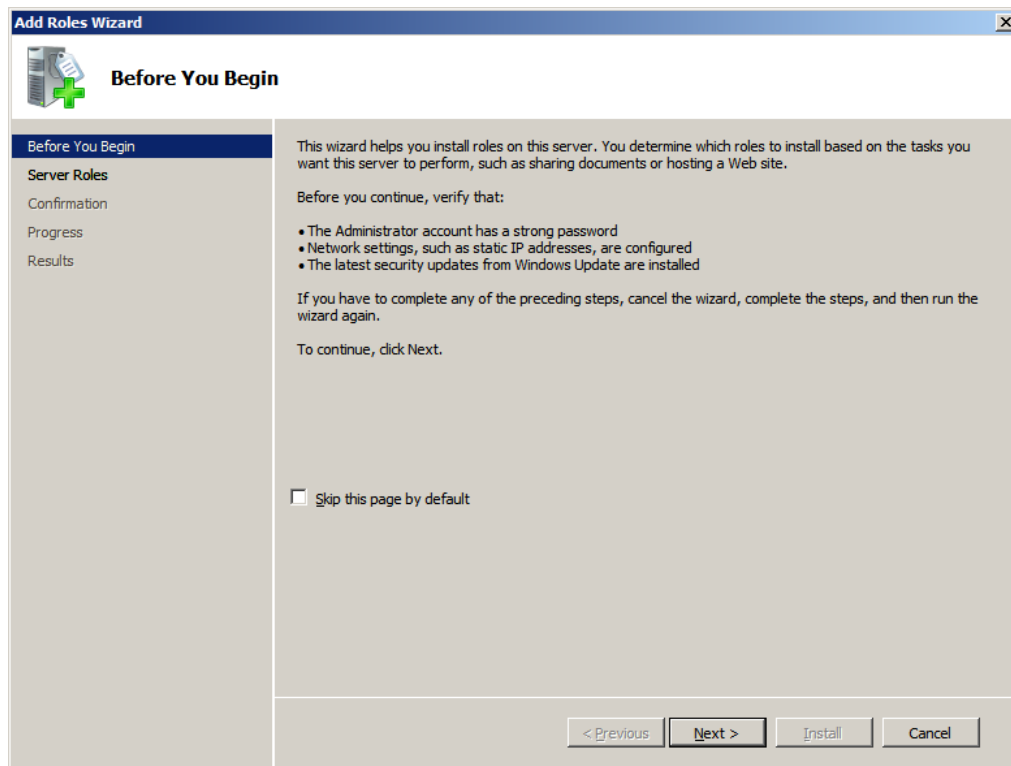 Add Roles Wizard
Before You Begin
Before You Begin
Server Roles
Confirmation
Progress
Results
This wizard helps you install roles on this server. You determine which roles to install based on the tasks you
want this server to perform, such as sharing documents or hosting a Web site.
Before you continue, verify that:
• The Administrator account has a strong password
• Network settings, such as static IP addresses, are configured
• The latest security updates from Windows Update are installed
If you have to complete any of the preceding steps, cancel the wizard, complete the steps, and then run the
wizard again.
To continue, click Next.
Skip this page by default
< Previous Next > Install Cancel